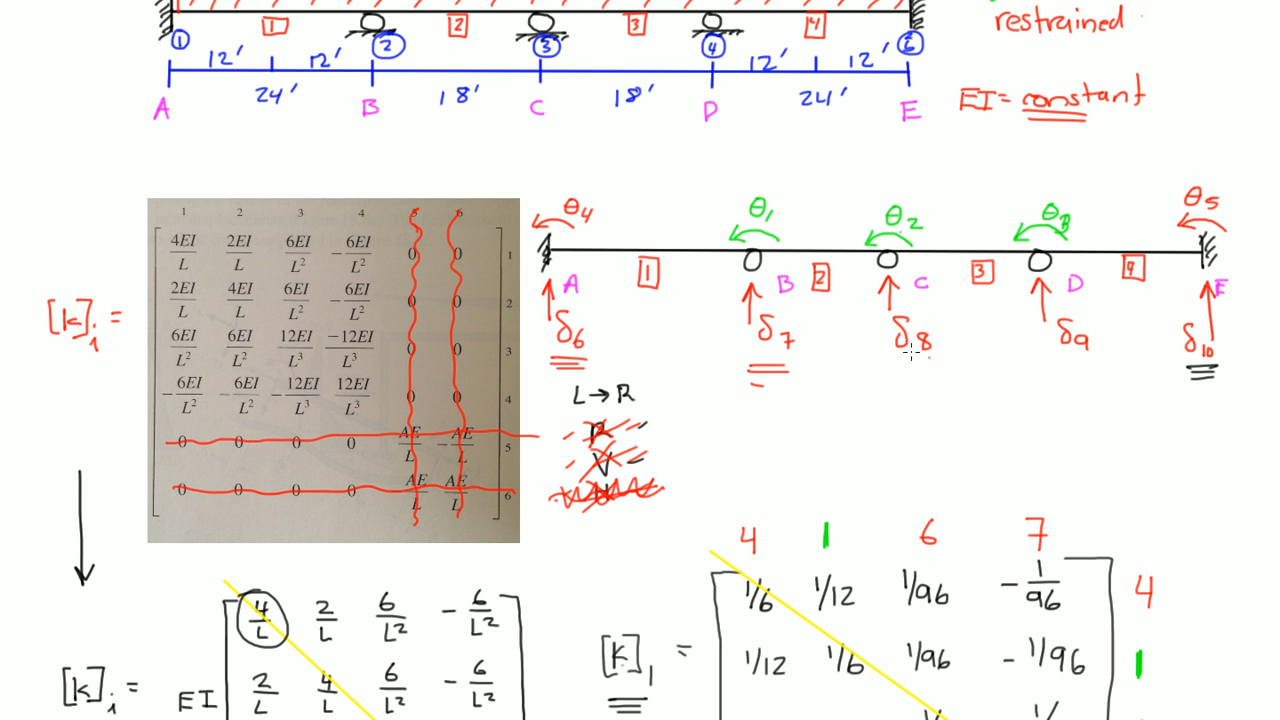 restrained
1 2 3 4
① ② ③ ④ ⑤
12' 12' 12' 12'
24' 18' 18' 24'
A B C D E
EI = constant
1 2 3 4 5 6
4EI/L 2EI/L 6EI/L² -6EI/L² 0 0 1
2EI/L 4EI/L 6EI/L² -6EI/L² 0 0 2
6EI/L² 6EI/L² 12EI/L³ -12EI/L³ 0 0 3
-6EI/L² -6EI/L² -12EI/L³ 12EI/L³ 0 0 4
0 0 0 0 AE/L -AE/L 5
0 0 0 0 AE/L AE/L 6
[k]i =
θ4 θ1 θ2 θ3 θ5
1 2 3 4
A B C D E
δ6 δ7 δ8 δ9 δ10
L → R
R
V
[k]i = EI
4/L 2/L 6/L² -6/L²
2/L 4/L 6/L² -6/L²
[k]1 =
4 1 6 7
1/6 1/12 1/96 -1/96 4
1/12 1/6 1/96 -1/96 1